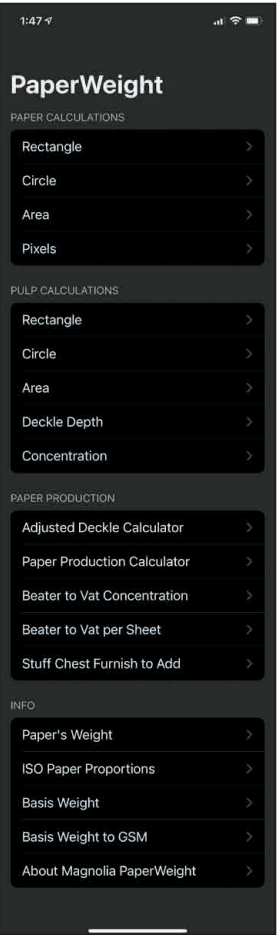 1:47
PaperWeight
PAPER CALCULATIONS
Rectangle
Circle
Area
Pixels
PULP CALCULATIONS
Rectangle
Circle
Area
Deckle Depth
Concentration
PAPER PRODUCTION
Adjusted Deckle Calculator
Paper Production Calculator
Beater to Vat Concentration
Beater to Vat per Sheet
Stuff Chest Furnish to Add
INFO
Paper's Weight
ISO Paper Proportions
Basis Weight
Basis Weight to GSM
About Magnolia PaperWeight